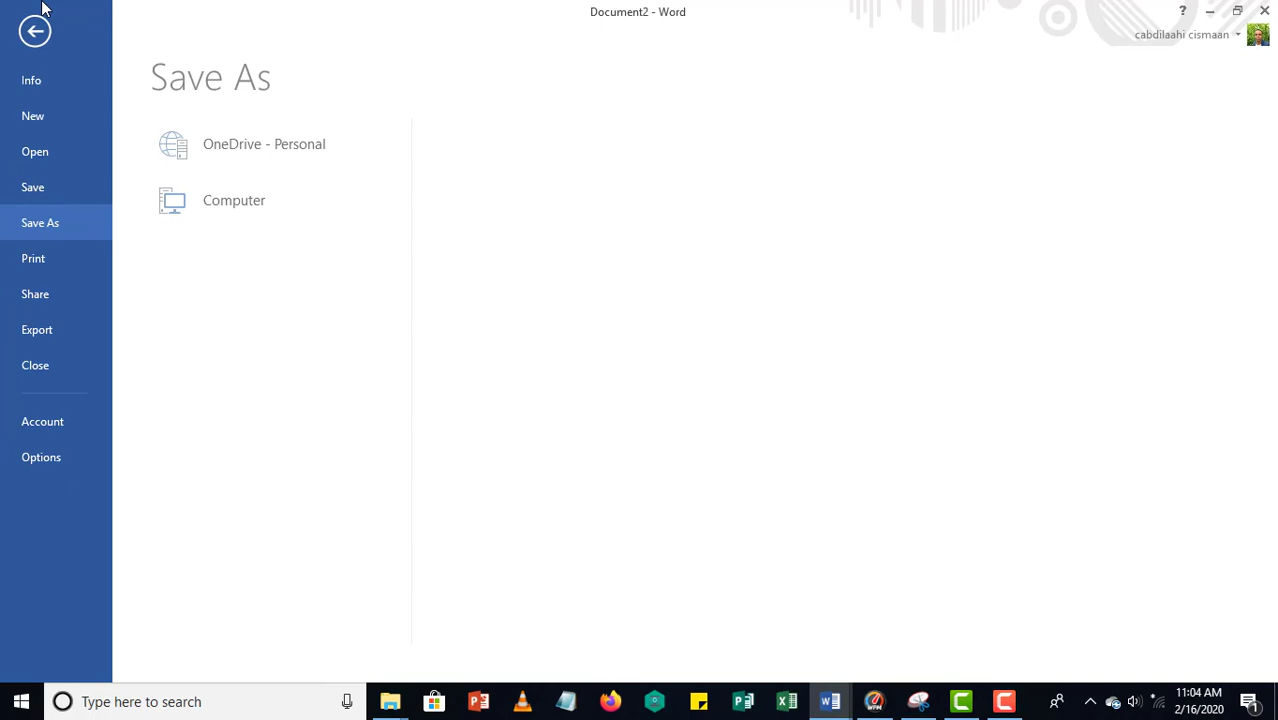 Document2 - Word
?
cabdilaahi cismaan
Info
New
Open
Save
Save As
Print
Share
Export
Close
Account
Options
Save As
OneDrive - Personal
Computer
Type here to search
11:04 AM
2/16/2020
1